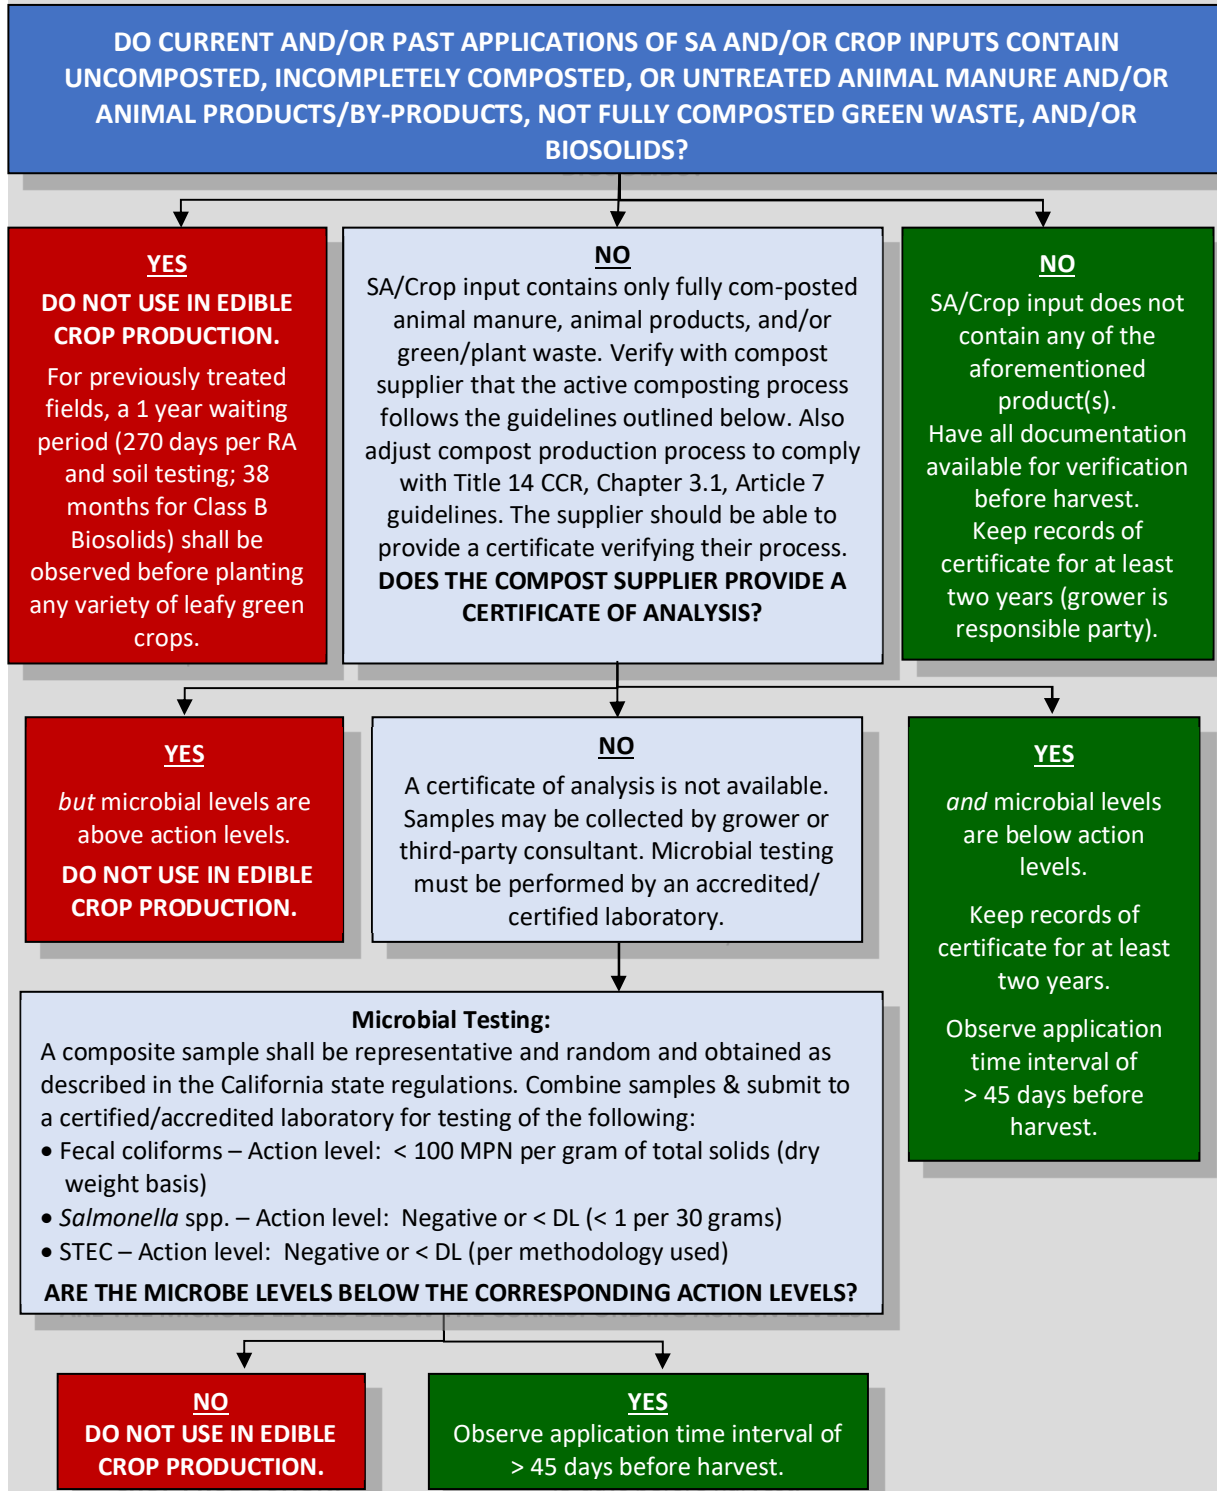 DO CURRENT AND/OR PAST APPLICATIONS OF SA AND/OR CROP INPUTS CONTAIN
UNCOMPOSTED, INCOMPLETELY COMPOSTED, OR UNTREATED ANIMAL MANURE AND/OR
ANIMAL PRODUCTS/BY-PRODUCTS, NOT FULLY COMPOSTED GREEN WASTE, AND/OR
BIOSOLIDS?
YES
DO NOT USE IN EDIBLE
CROP PRODUCTION.
For previously treated
fields, a 1 year waiting
period (270 days per RA
and soil testing; 38
months for Class B
Biosolids) shall be
observed before planting
any variety of leafy green
crops.
NO
SA/Crop input contains only fully com-posted
animal manure, animal products, and/or
green/plant waste. Verify with compost
supplier that the active composting process
follows the guidelines outlined below. Also
adjust compost production process to comply
with Title 14 CCR, Chapter 3.1, Article 7
guidelines. The supplier should be able to
provide a certificate verifying their process.
DOES THE COMPOST SUPPLIER PROVIDE A
CERTIFICATE OF ANALYSIS?
NO
SA/Crop input does not
contain any of the
aforementioned
product(s).
Have all documentation
available for verification
before harvest.
Keep records of
certificate for at least
two years (grower is
responsible party).
YES
but microbial levels are
above action levels.
DO NOT USE IN EDIBLE
CROP PRODUCTION.
NO
A certificate of analysis is not available.
Samples may be collected by grower or
third-party consultant. Microbial testing
must be performed by an accredited/
certified laboratory.
YES
and microbial levels
are below action
levels.
Keep records of
certificate for at least
two years.
Observe application
time interval of
> 45 days before
harvest.
Microbial Testing:
A composite sample shall be representative and random and obtained as
described in the California state regulations. Combine samples & submit to
a certified/accredited laboratory for testing of the following:
• Fecal coliforms – Action level: < 100 MPN per gram of total solids (dry
weight basis)
• Salmonella spp. – Action level: Negative or < DL (< 1 per 30 grams)
• STEC – Action level: Negative or < DL (per methodology used)
ARE THE MICROBE LEVELS BELOW THE CORRESPONDING ACTION LEVELS?
NO
DO NOT USE IN EDIBLE
CROP PRODUCTION.
YES
Observe application time interval of
> 45 days before harvest.